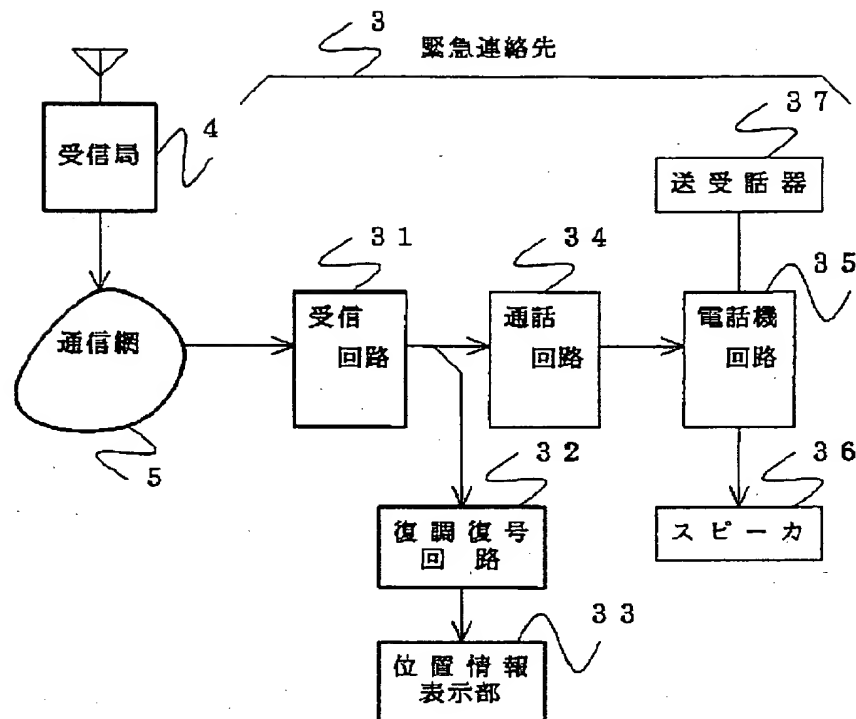 3
緊急連絡先
37
4
受信局
送受話器
31
34
35
通信網
受信
回路
通話
回路
電話機
回路
5
32
36
復調復号
回路
スピーカ
33
位置情報
表示部